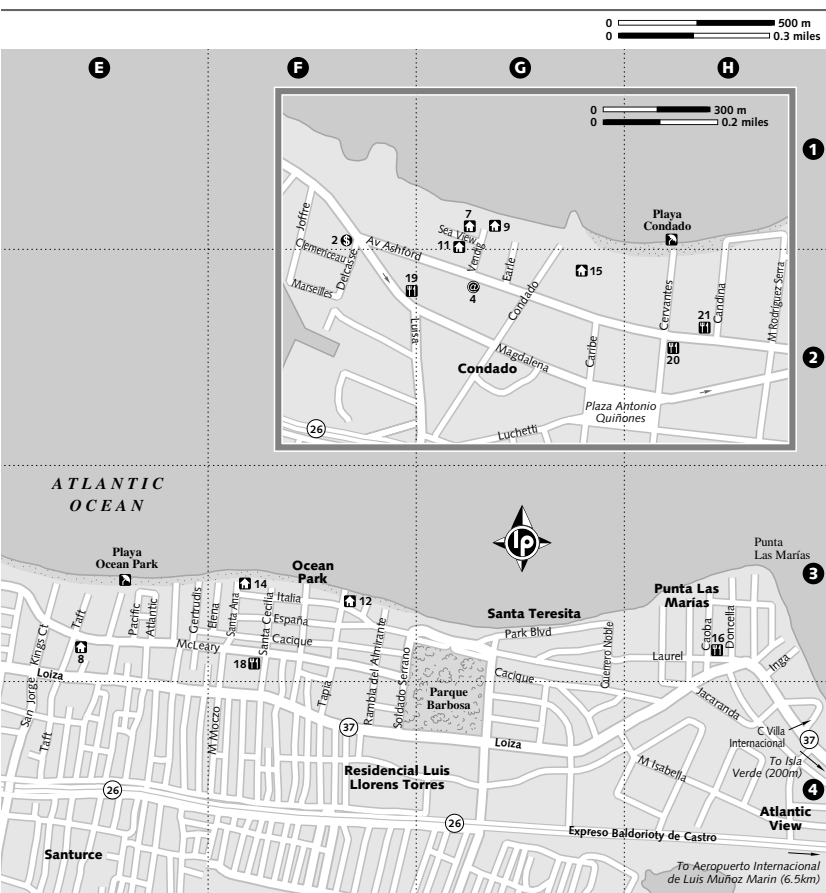 0 500 m
0 0.3 miles
E F G H
0 300 m
0 0.2 miles
1
7
9
Playa
Condado
Joffre
2 $
Sea View
11
Vendig
Clemenceau
Delcasse
Av Ashford
Earle
15
Marseilles
19
@
4
Condado
Cervantes
Candina
M Rodríguez Serra
21
Luisa
Magdalena
Caribe
20
2
Condado
Plaza Antonio
Quiñones
26
Luchetti
ATLANTIC
OCEAN
lp
Punta
Las Marías
Playa
Ocean Park
Ocean
Park
3
14
Italia
12
Punta Las
Marías
Kings Ct
Taft
Pacific
Atlantic
Gertrudis
Elena
Santa Ana
Santa Cecilia
España
Santa Teresita
Park Blvd
Guerrero Noble
Caoba
Doncella
16
8
McLeary
Cacique
Rambla del Almirante
Soldado Serrano
Laurel
Inga
Loiza
18
Cacique
San Jorge
Taft
M Moczo
Tapia
Parque
Barbosa
Jacaranda
37
Loiza
C Villa
Internacional
37
M Isabella
To Isla
Verde (200m)
Residencial Luis
Llorens Torres
26
4
26
Atlantic
View
Expreso Baldorioty de Castro
Santurce
To Aeropuerto Internacional
de Luis Muñoz Marin (6.5km)